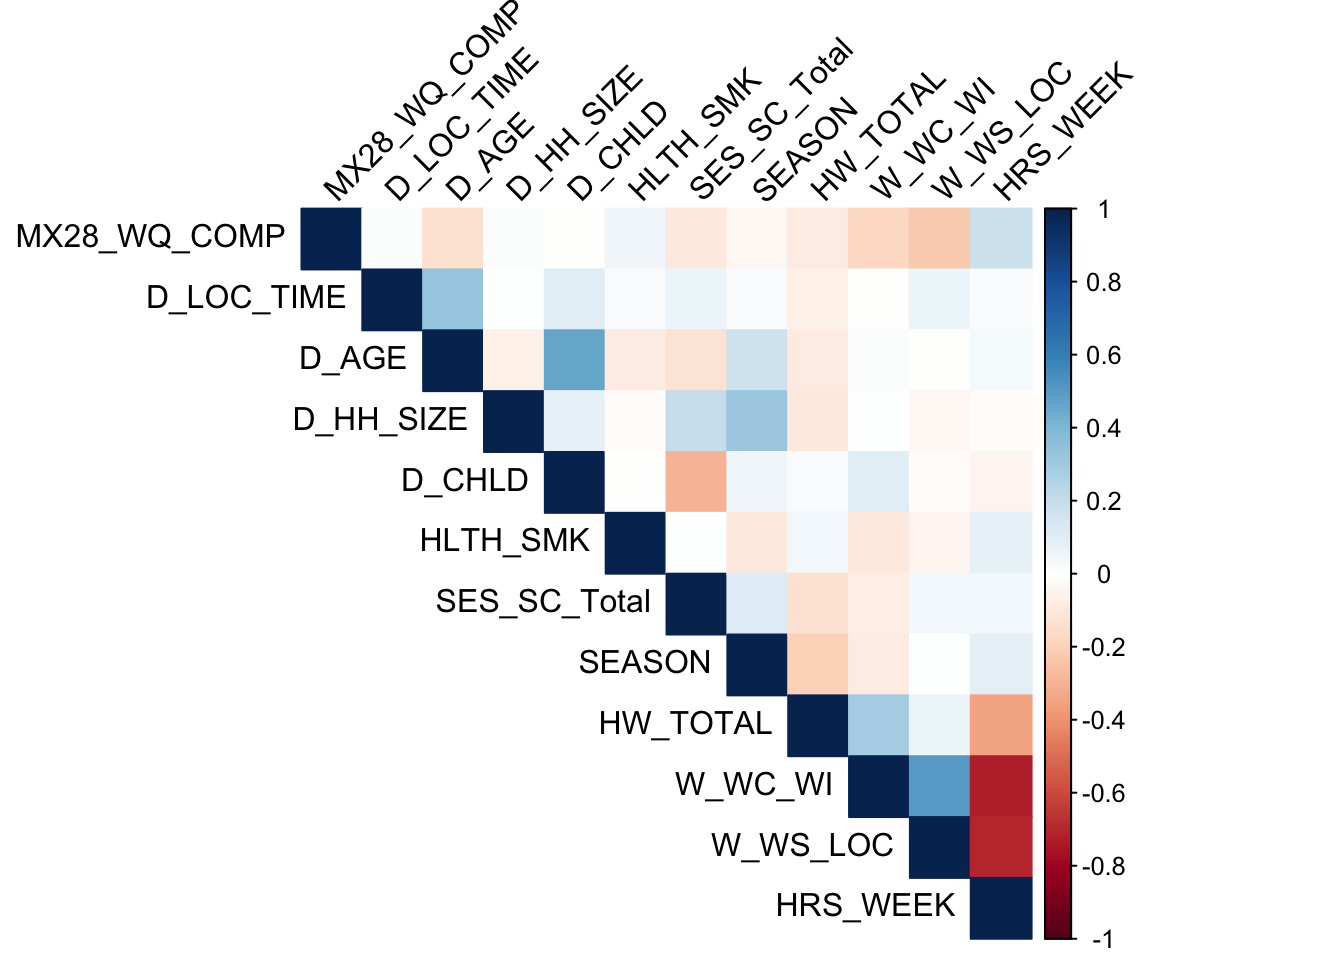 MX28_WQ_COMP
D_LOC_TIME
D_AGE
D_HH_SIZE
D_CHLD
HLTH_SMK
SES_SC_Total
SEASON
HW_TOTAL
W_WC_WI
W_WS_LOC
HRS_WEEK
MX28_WQ_COMP
D_LOC_TIME
D_AGE
D_HH_SIZE
D_CHLD
HLTH_SMK
SES_SC_Total
SEASON
HW_TOTAL
W_WC_WI
W_WS_LOC
HRS_WEEK
1
0.8
0.6
0.4
0.2
0
-0.2
-0.4
-0.6
-0.8
-1